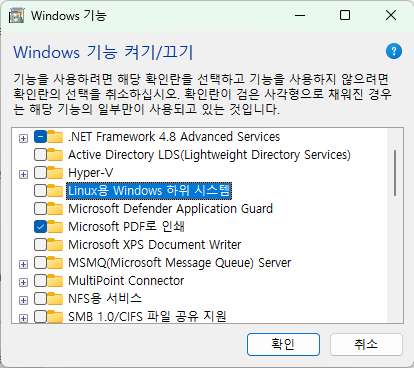 Windows 기능
Windows 기능 켜기/끄기
기능을 사용하려면 해당 확인란을 선택하고 기능을 사용하지 않으려면
확인란의 선택을 취소하십시오. 확인란이 검은 사각형으로 채워진 경우
는 해당 기능의 일부만이 사용되고 있는 것입니다.
.NET Framework 4.8 Advanced Services
Active Directory LDS(Lightweight Directory Services)
Hyper-V
Linux용 Windows 하위 시스템
Microsoft Defender Application Guard
Microsoft PDF로 인쇄
Microsoft XPS Document Writer
MSMQ(Microsoft Message Queue) Server
MultiPoint Connector
NFS용 서비스
SMB 1.0/CIFS 파일 공유 지원
확인
취소